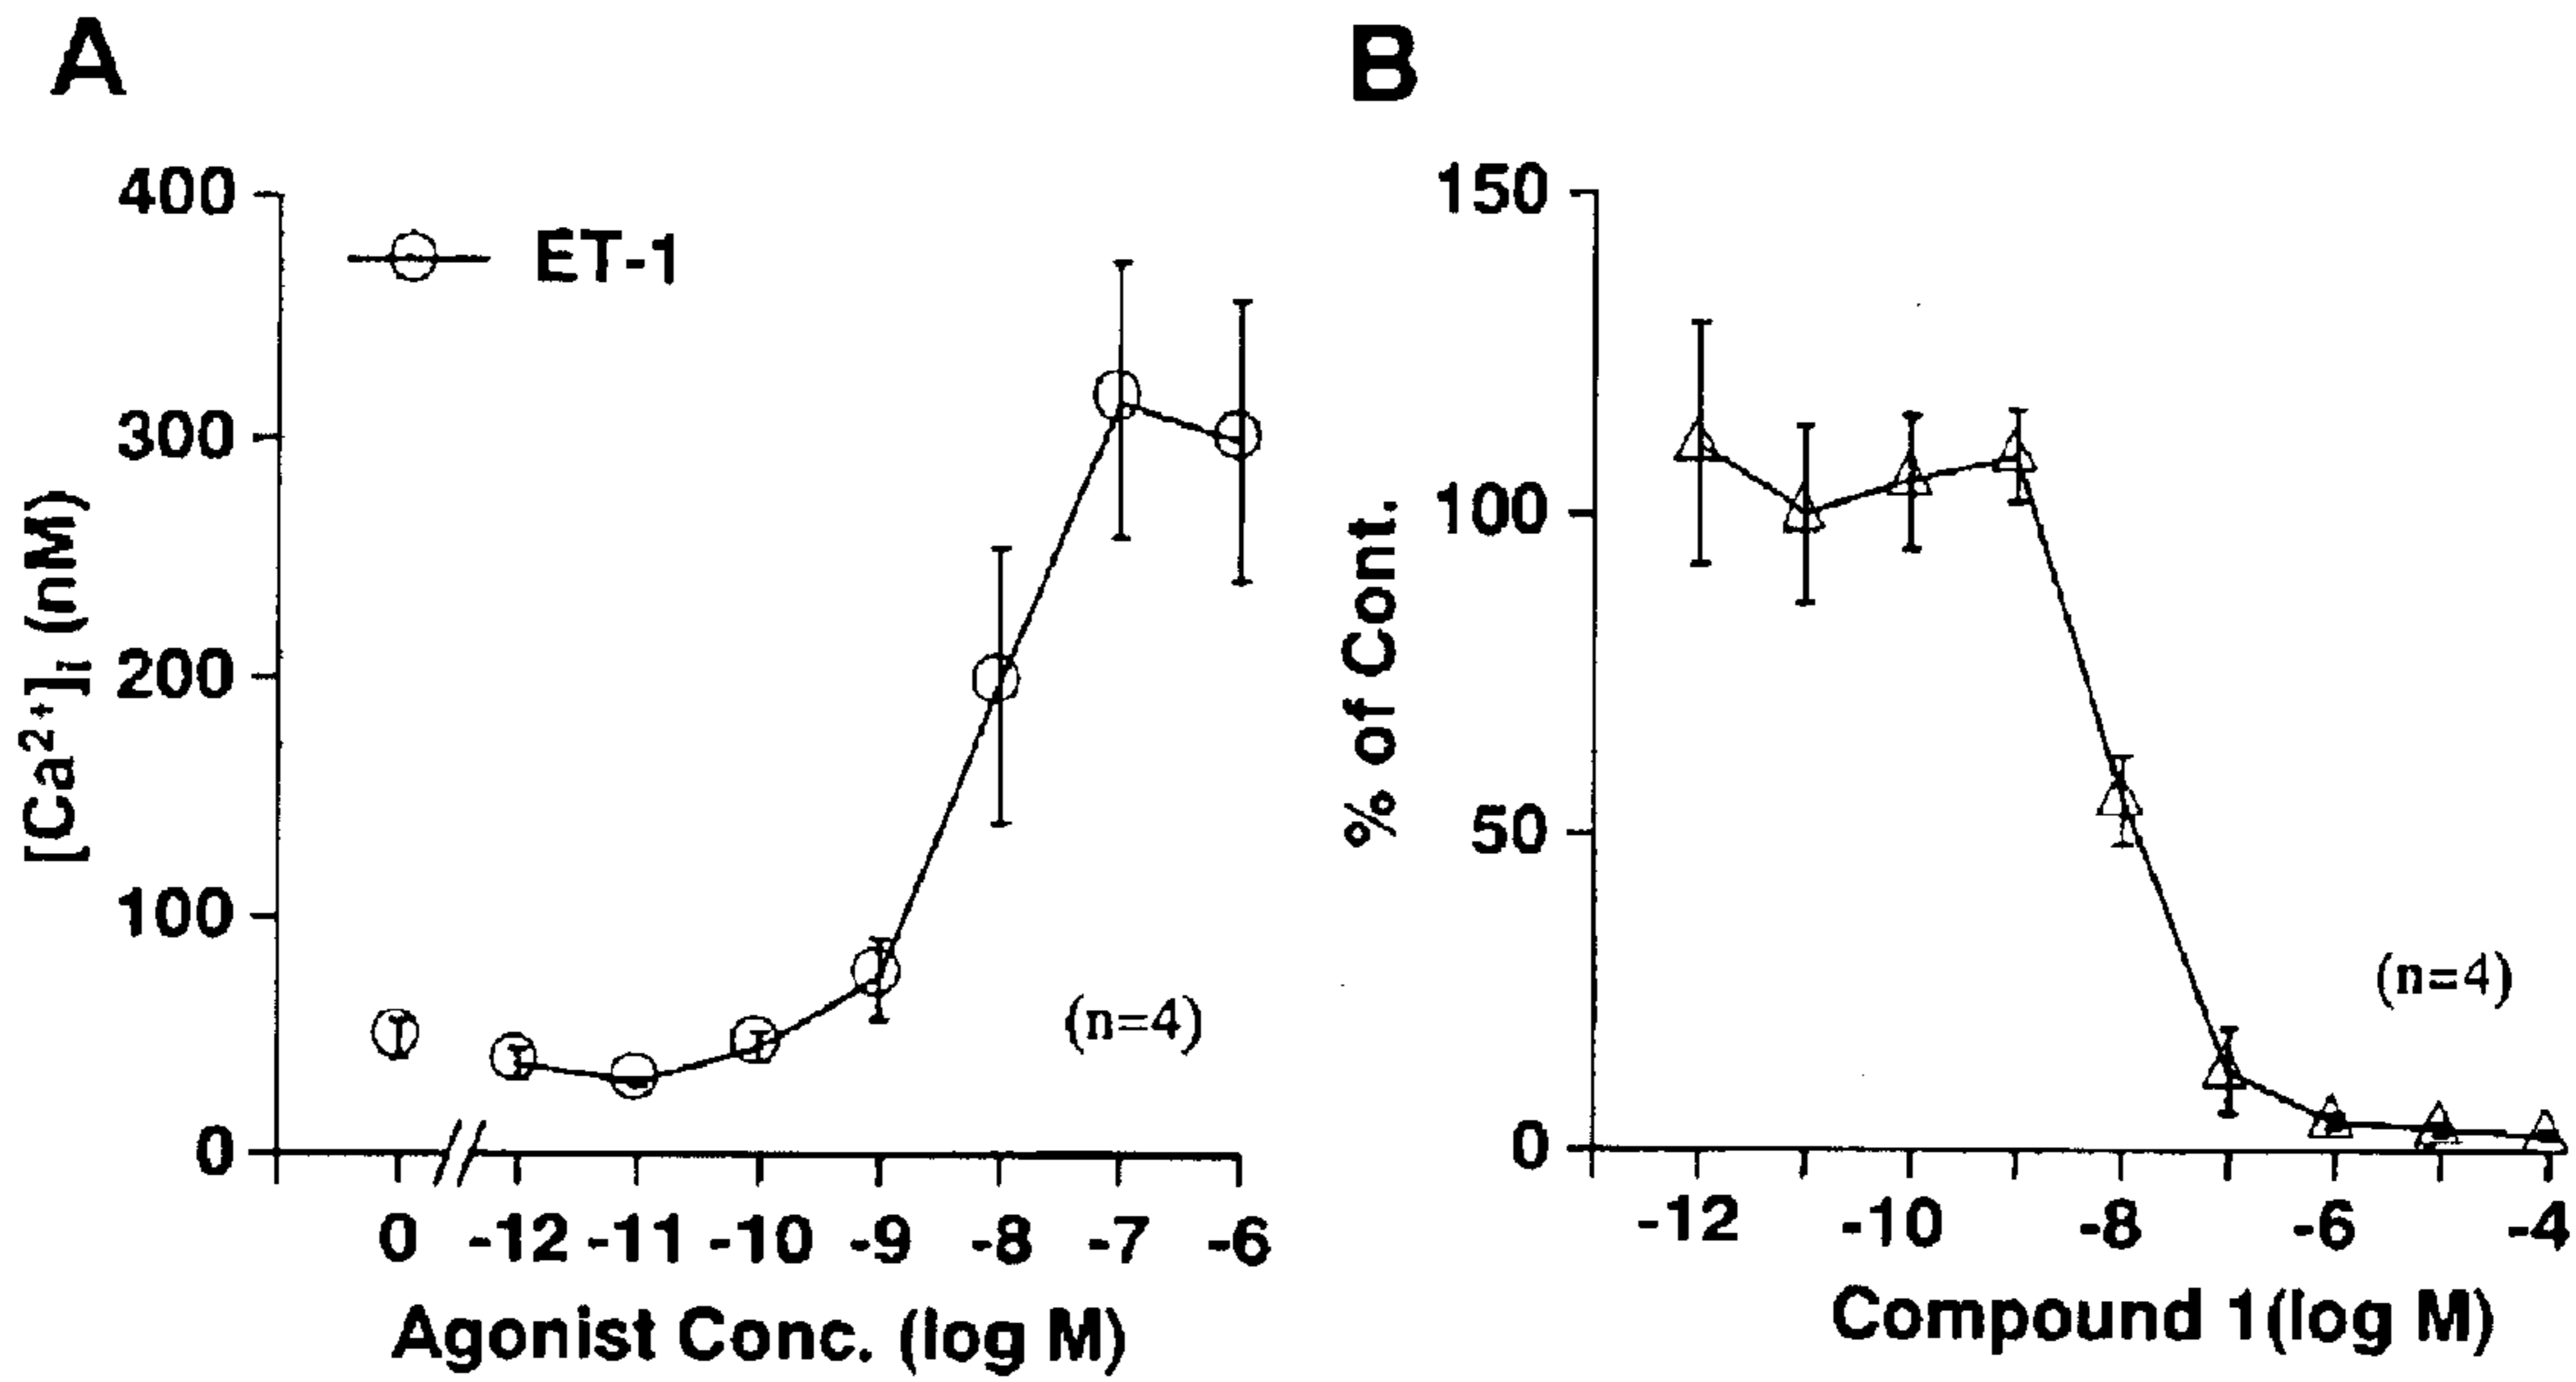 A
400
300
200
100
0
[Ca²⁺]ᵢ (nM)
ET-1
(n=4)
0 -12 -11 -10 -9 -8 -7 -6
Agonist Conc. (log M)
B
150
100
50
0
% of Cont.
(n=4)
-12 -10 -8 -6 -4
Compound 1(log M)